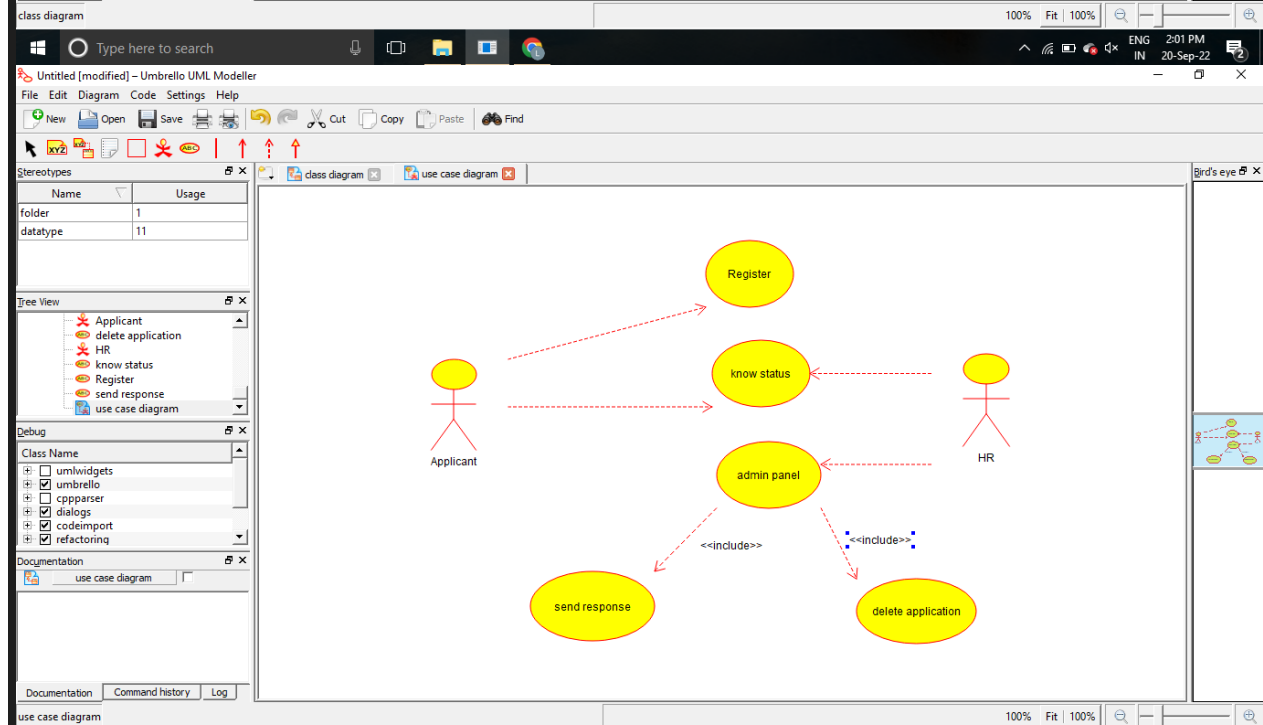 class diagram
100% Fit 100%
Type here to search
ENG 2:01 PM
IN 20-Sep-22
2
Untitled [modified] – Umbrello UML Modeller
File Edit Diagram Code Settings Help
New Open Save Cut Copy Paste Find
XYZ ABC
Stereotypes
Name Usage
folder 1
datatype 11
Tree View
Applicant
delete application
HR
know status
Register
send response
use case diagram
Debug
Class Name
umlwidgets
umbrello
cppparser
dialogs
codeimport
refactoring
Documentation
use case diagram
Documentation Command history Log
use case diagram
class diagram use case diagram
Register
know status
Applicant
HR
admin panel
<<include>> <<include>>
send response
delete application
Bird's eye
100% Fit 100%